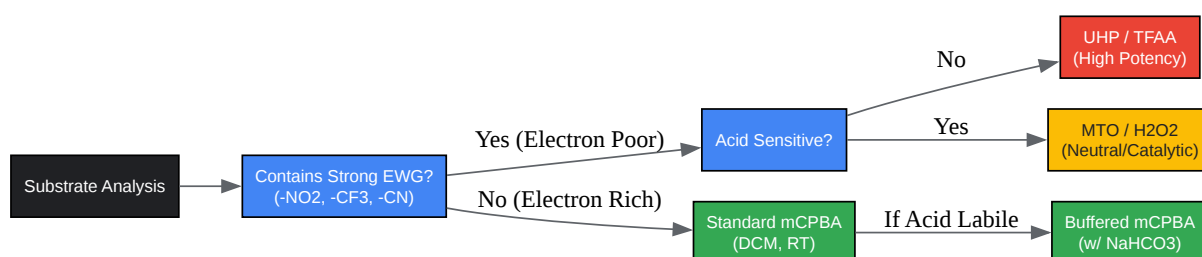 Substrate Analysis
Contains Strong EWG?
(-NO2, -CF3, -CN)
Yes (Electron Poor)
No (Electron Rich)
Acid Sensitive?
No
Yes
UHP / TFAA
(High Potency)
MTO / H2O2
(Neutral/Catalytic)
Standard mCPBA
(DCM, RT)
If Acid Labile
Buffered mCPBA
(w/ NaHCO3)